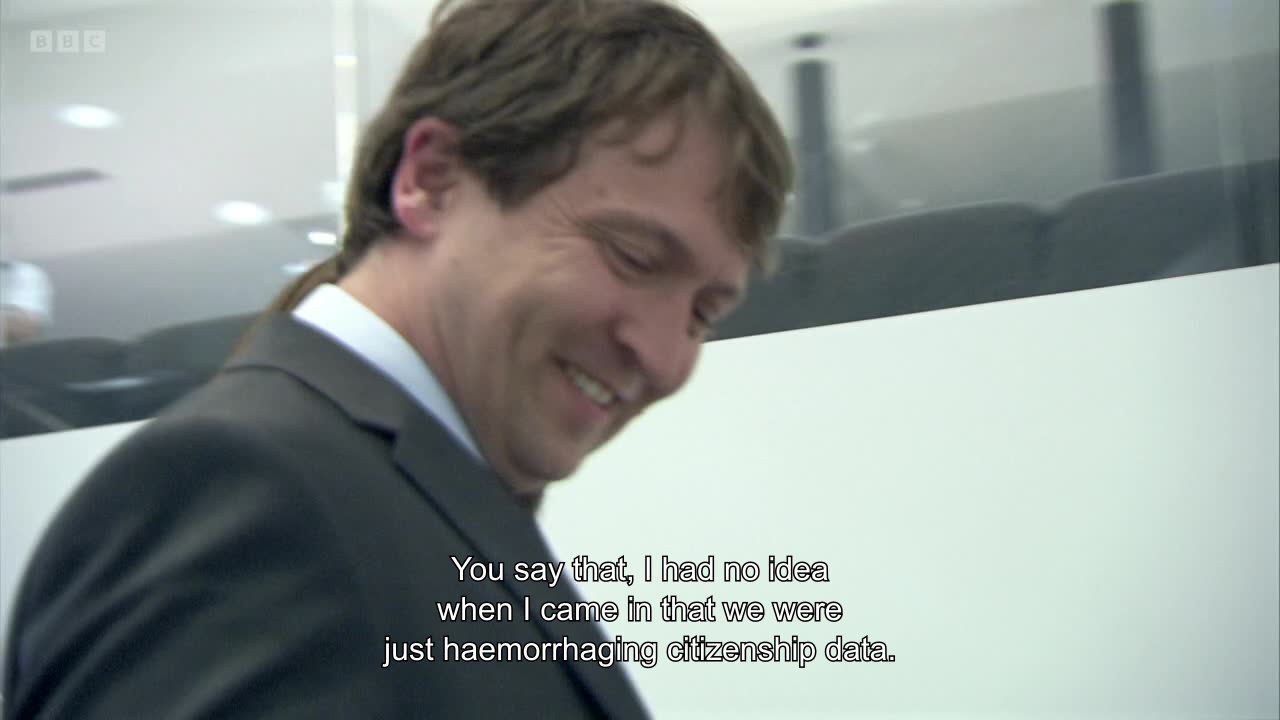 BBC
You say that, I had no idea
when I came in that we were
just haemorrhaging citizenship data.